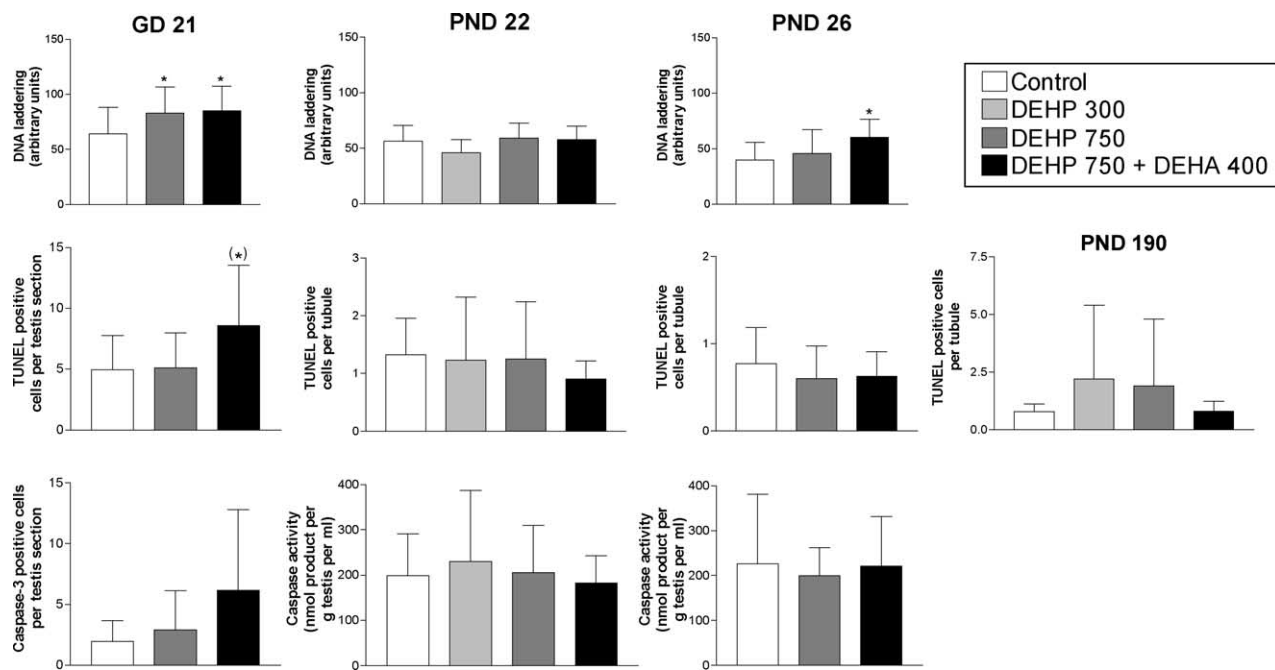 GD 21
PND 22
PND 26
DNA laddering
(arbitrary units)
150
100
50
0
*
*
DNA laddering
(arbitrary units)
150
100
50
0
DNA laddering
(arbitrary units)
150
100
50
0
*
Control
DEHP 300
DEHP 750
DEHP 750 + DEHA 400
TUNEL positive
cells per testis section
15
10
5
0
(*)
TUNEL positive
cells per tubule
3
2
1
0
TUNEL positive
cells per tubule
2
1
0
PND 190
TUNEL positive cells
per tubule
7.5
5.0
2.5
0.0
Caspase-3 positive cells
per testis section
15
10
5
0
Caspase activity
(nmol product per
g testis per ml)
400
300
200
100
0
Caspase activity
(nmol product per
g testis per ml)
400
300
200
100
0